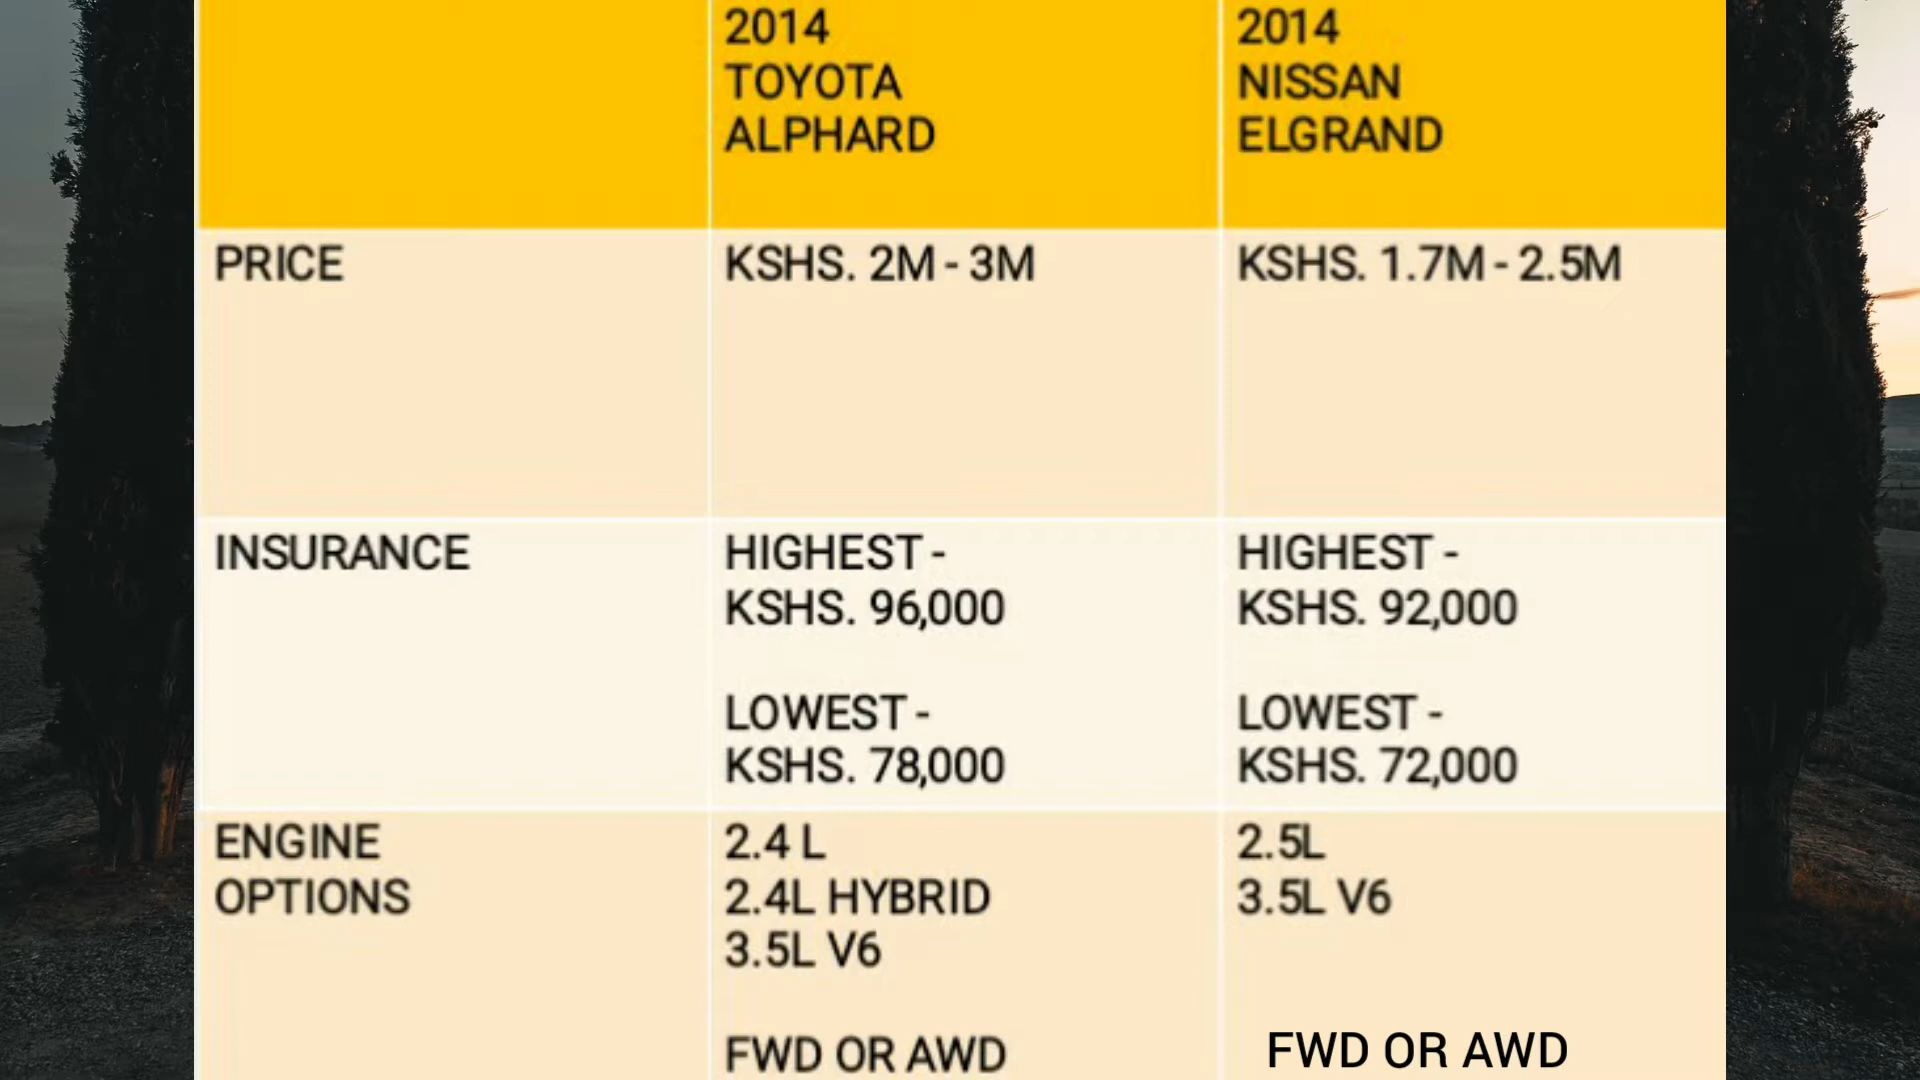 2014
TOYOTA
ALPHARD
2014
NISSAN
ELGRAND
PRICE
KSHS. 2M - 3M
KSHS. 1.7M - 2.5M
INSURANCE
HIGHEST -
KSHS. 96,000
LOWEST -
KSHS. 78,000
HIGHEST -
KSHS. 92,000
LOWEST -
KSHS. 72,000
ENGINE
OPTIONS
2.4 L
2.4L HYBRID
3.5L V6
FWD OR AWD
2.5L
3.5L V6
FWD OR AWD